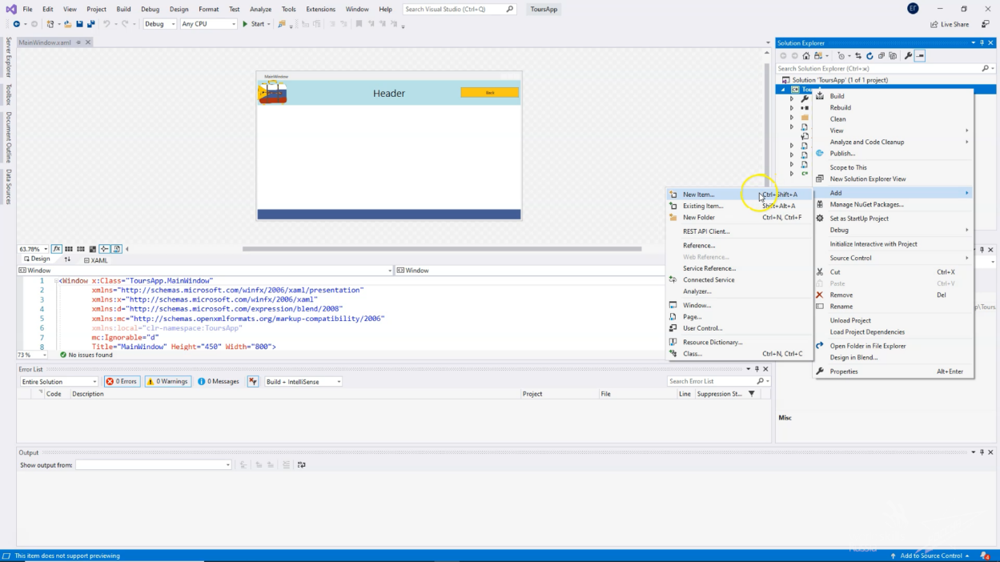 File Edit View Project Build Debug Design Format Test Analyze Tools Extensions Window Help Search Visual Studio (Ctrl+Q) ToursApp ЕГ
Debug Any CPU Start Live Share
Server Explorer
Toolbox
Document Outline
Data Sources
MainWindow.xaml
MainWindow
Header
Back
63.78%
Design XAML
Window Window
1 <Window x:Class="ToursApp.MainWindow"
2 xmlns="http://schemas.microsoft.com/winfx/2006/xaml/presentation"
3 xmlns:x="http://schemas.microsoft.com/winfx/2006/xaml"
4 xmlns:d="http://schemas.microsoft.com/expression/blend/2008"
5 xmlns:mc="http://schemas.openxmlformats.org/markup-compatibility/2006"
6 xmlns:local="clr-namespace:ToursApp"
7 mc:Ignorable="d"
8 Title="MainWindow" Height="450" Width="800">
73 % No issues found
Solution Explorer
Search Solution Explorer (Ctrl+ж)
Solution 'ToursApp' (1 of 1 project)
Build
Rebuild
Clean
View
Analyze and Code Cleanup
Publish...
Scope to This
New Solution Explorer View
Add
Manage NuGet Packages...
Set as StartUp Project
Debug
Initialize Interactive with Project
Source Control
Cut Ctrl+X
Paste Ctrl+V
Remove Del
Rename
Unload Project
Load Project Dependencies
Open Folder in File Explorer
Design in Blend...
Properties Alt+Enter
New Item... Ctrl+Shift+A
Existing Item... Shift+Alt+A
New Folder Ctrl+N, Ctrl+F
REST API Client...
Reference...
Web Reference...
Service Reference...
Connected Service
Analyzer...
Window...
Page...
User Control...
Resource Dictionary...
Class... Ctrl+N, Ctrl+C
Misc
Error List
Entire Solution 0 Errors 0 Warnings 0 Messages Build + IntelliSense Search Error List
Code Description Project File Line Suppression St...
Output
Show output from:
This item does not support previewing Add to Source Control 4